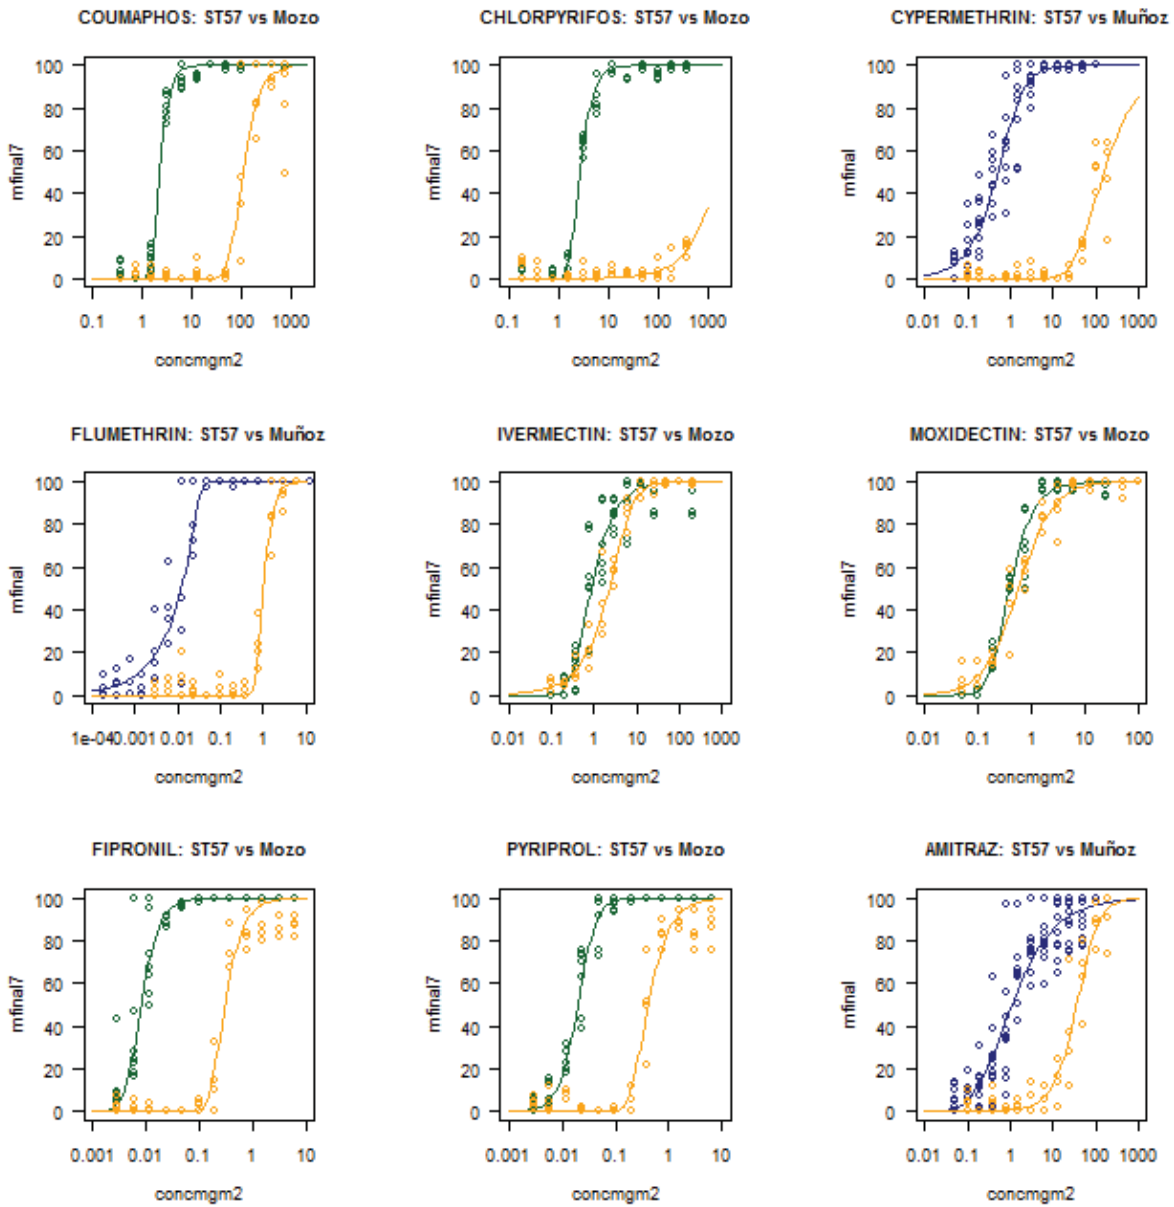 COUMAPHOS: ST57 vs Mozo
mfinal7
100
80
60
40
20
0
0.1 1 10 100 1000
concmgm2
CHLORPYRIFOS: ST57 vs Mozo
mfinal7
100
80
60
40
20
0
0.1 1 10 100 1000
concmgm2
CYPERMETHRIN: ST57 vs Muñoz
mfinal
100
80
60
40
20
0
0.01 0.1 1 10 100 1000
concmgm2
FLUMETHRIN: ST57 vs Muñoz
mfinal
100
80
60
40
20
0
1e-04 0.001 0.01 0.1 1 10
concmgm2
IVERMECTIN: ST57 vs Mozo
mfinal7
100
80
60
40
20
0
0.01 0.1 1 10 100 1000
concmgm2
MOXIDECTIN: ST57 vs Mozo
mfinal7
100
80
60
40
20
0
0.01 0.1 1 10 100
concmgm2
FIPRONIL: ST57 vs Mozo
mfinal7
100
80
60
40
20
0
0.001 0.01 0.1 1 10
concmgm2
PYRIPROL: ST57 vs Mozo
mfinal7
100
80
60
40
20
0
0.001 0.01 0.1 1 10
concmgm2
AMITRAZ: ST57 vs Muñoz
mfinal
100
80
60
40
20
0
0.01 0.1 1 10 100 1000
concmgm2